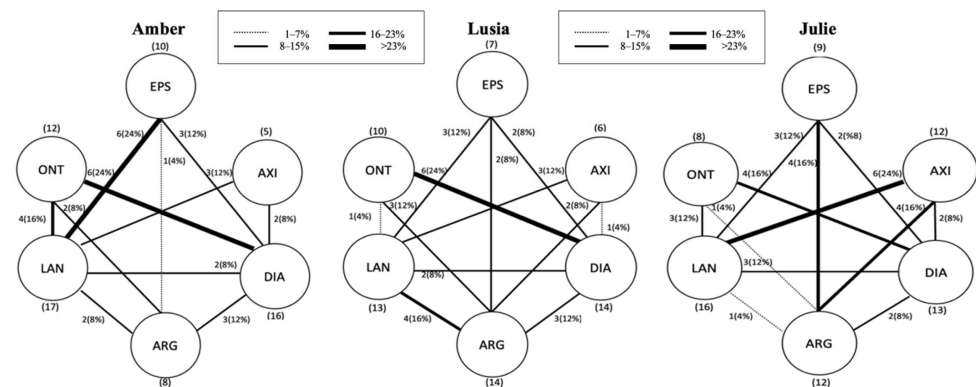 Amber
1–7% 16–23%
8–15% >23%
Lusia
1–7% 16–23%
8–15% >23%
Julie
(10)
EPS
6(24%) 3(12%)
(12)
ONT
(5)
AXI
1(4%)
6(24%) 3(12%)
4(16%) 2(8%) 2(8%)
LAN
(17)
2(8%)
DIA
(16)
2(8%) 3(12%)
ARG
(8)
(7)
EPS
3(12%) 2(8%)
(10)
ONT
(6)
AXI
2(8%)
6(24%) 3(12%)
1(4%) 3(12%) 2(8%) 1(4%)
LAN
(13)
2(8%)
DIA
(14)
4(16%) 3(12%)
ARG
(14)
(9)
EPS
3(12%) 2(%8)
(8)
ONT
(12)
AXI
4(16%)
4(16%) 6(24%)
3(12%) 1(4%) 4(16%) 2(8%)
LAN
(16)
3(12%)
DIA
(13)
1(4%) 2(8%)
ARG
(12)